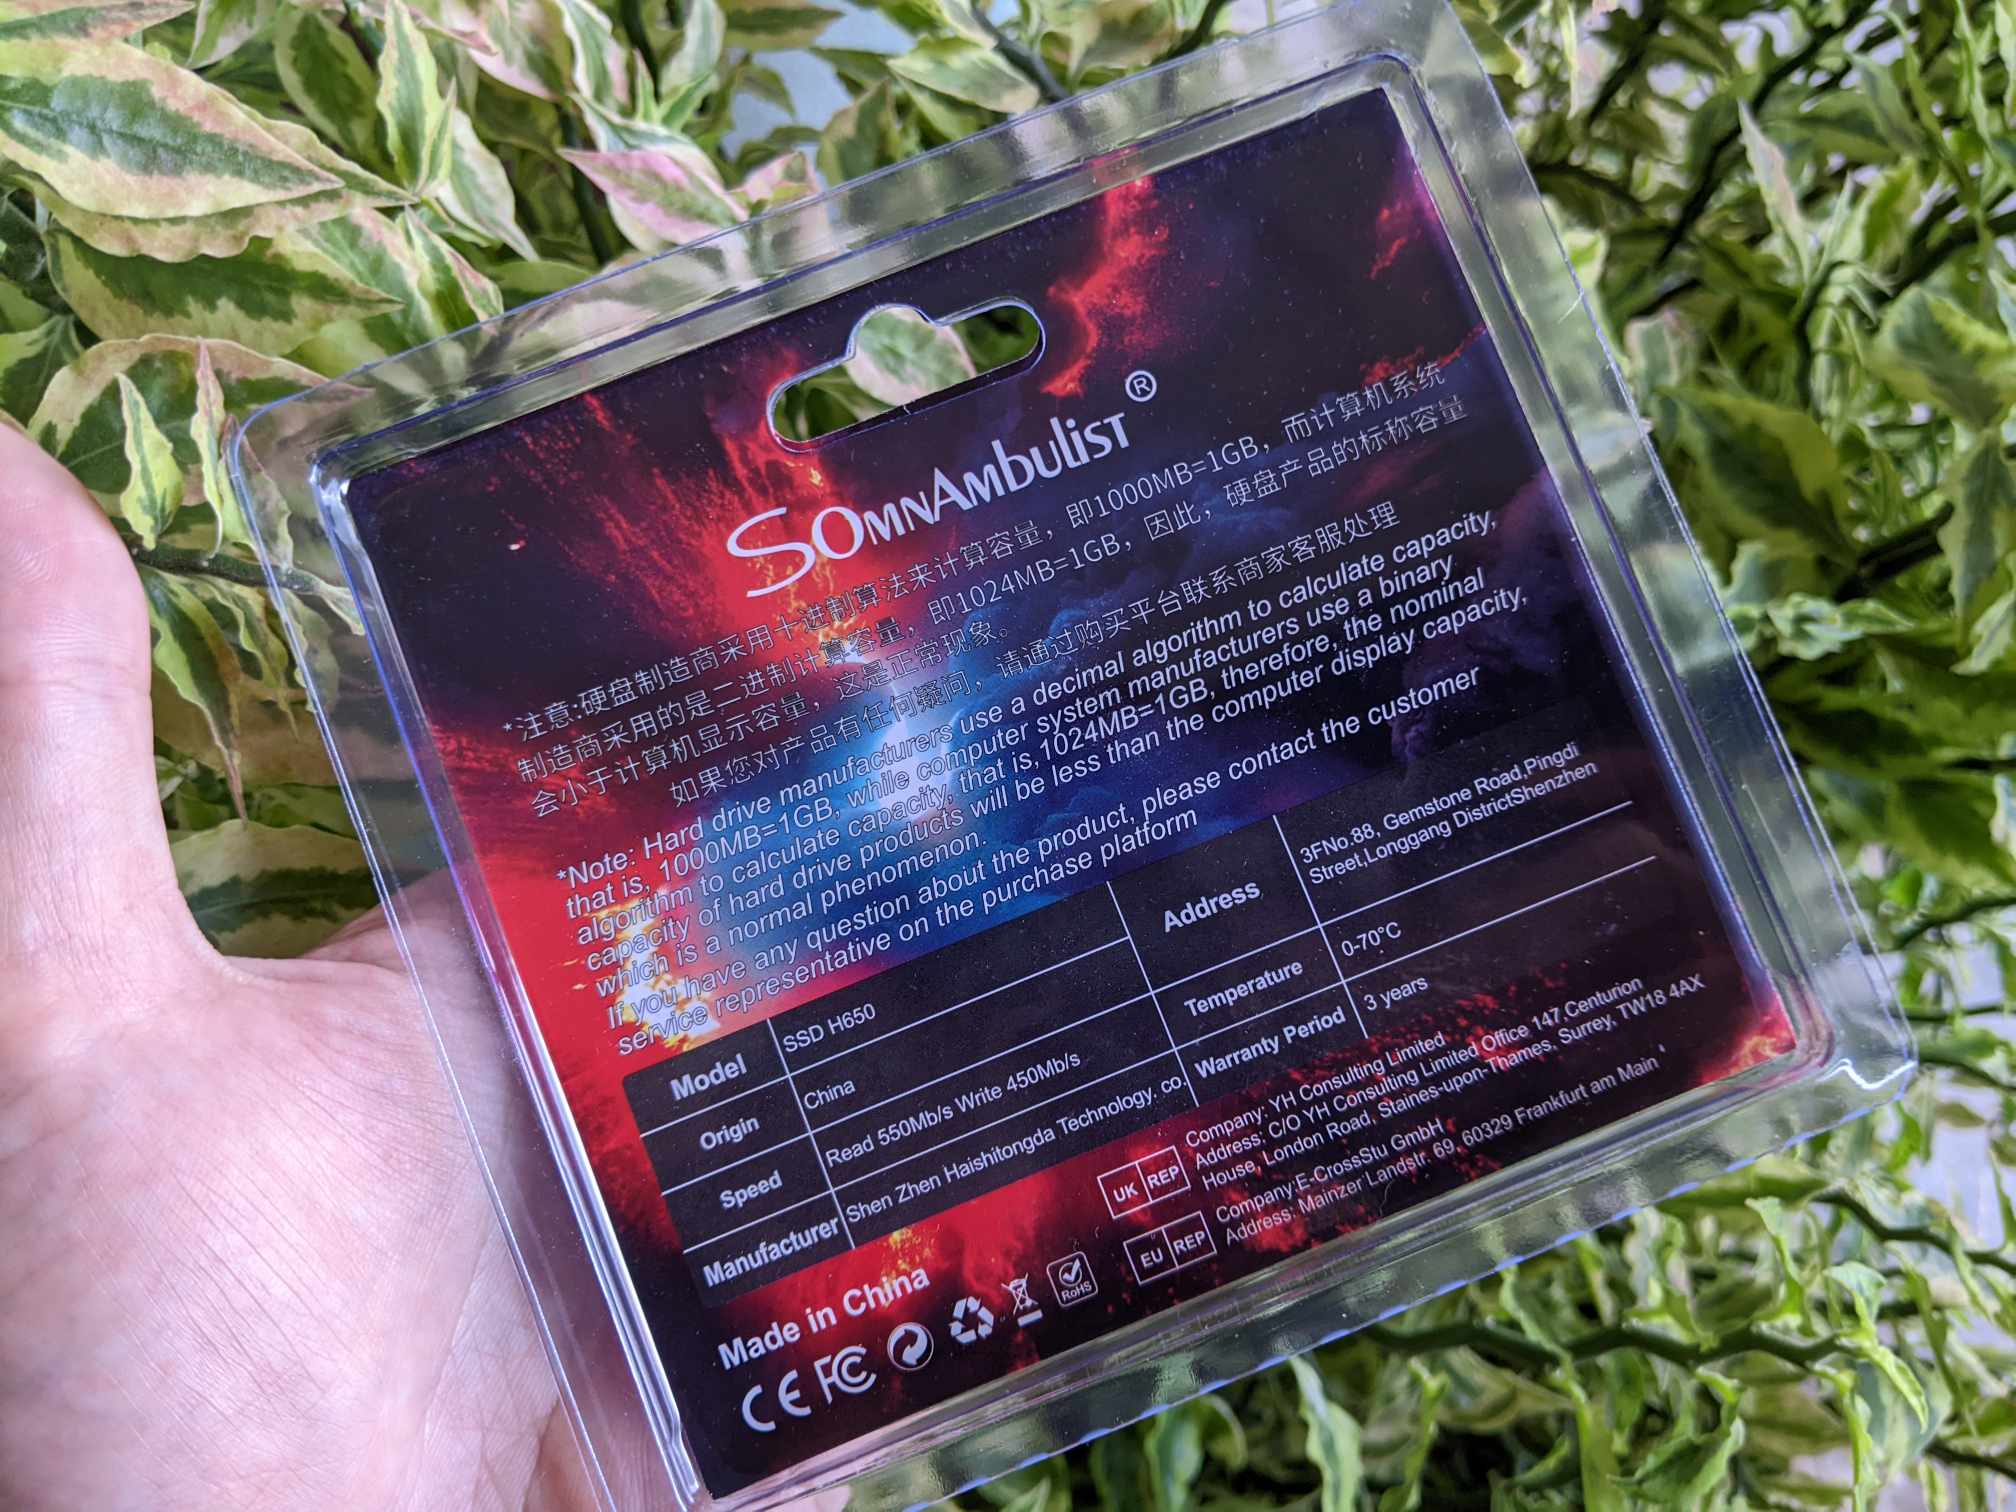 SOMNAMBULIST®
*注意:硬盘制造商采用十进制算法来计算容量，即1000MB=1GB，而计算机系统
制造商采用的是二进制计算容量，即1024MB=1GB，因此，硬盘产品的标称容量
会小于计算机显示容量，这是正常现象。
如果您对产品有任何疑问，请通过购买平台联系商家客服处理
*Note: Hard drive manufacturers use a decimal algorithm to calculate capacity,
that is, 1000MB=1GB, while computer system manufacturers use a binary
algorithm to calculate capacity, that is, 1024MB=1GB, therefore, the nominal
capacity of hard drive products will be less than the computer display capacity,
which is a normal phenomenon.
If you have any question about the product, please contact the customer
service representative on the purchase platform
Model SSD H650
Origin China
Speed Read 550Mb/s Write 450Mb/s
Manufacturer Shen Zhen Haishitongda Technology. co.
Address 3FNo.88, Gemstone Road,Pingdi
Street,Longgang DistrictShenzhen
Temperature 0-70°C
Warranty Period 3 years
Made in China
CE FC RoHS
UK REP
Company: YH Consulting Limited
Address: C/O YH Consulting Limited Office 147 Centurion
House, London Road, Staines-upon-Thames, Surrey, TW18 4AX
EU REP
Company:E-CrossStu GmbH
Address: Mainzer Landstr. 69, 60329 Frankfurt am Main